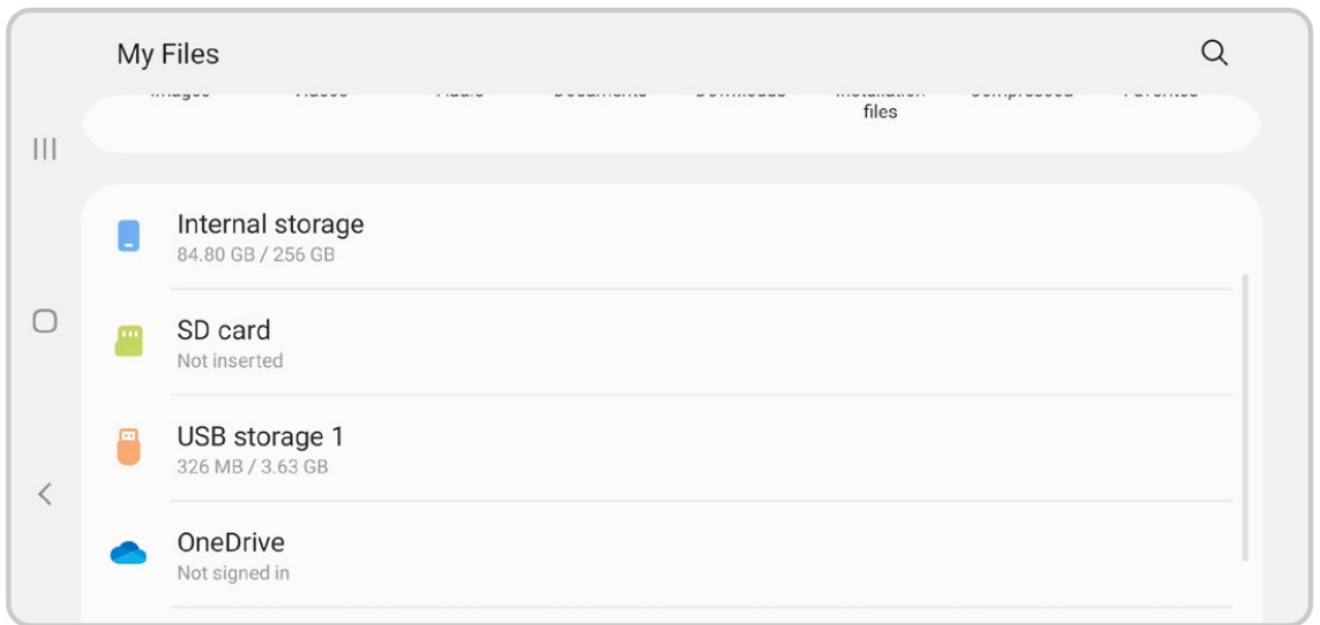 My Files
files
Internal storage
84.80 GB / 256 GB
SD card
Not inserted
USB storage 1
326 MB / 3.63 GB
OneDrive
Not signed in